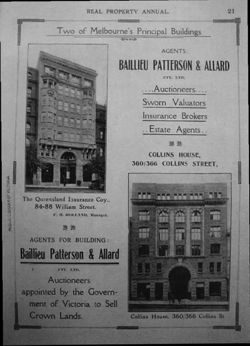 REAL PROPERTY ANNUAL.
21
Two of Melbourne's Principal Buildings
AGENTS:
BAILLIEU PATTERSON & ALLARD
PTY. LTD.
Auctioneers
Sworn Valuators
Insurance Brokers
Estate Agents
COLLINS HOUSE,
360/366 COLLINS STREET.
The Queensland Insurance Coy.,
84-88 William Street.
Manager.
AGENTS FOR BUILDING:
Baillieu Patterson & Allard
PTY. LTD.
Auctioneers
appointed by the Govern-
ment of Victoria to Sell
Crown Lands.
Collins House, 360/366 Collins St.